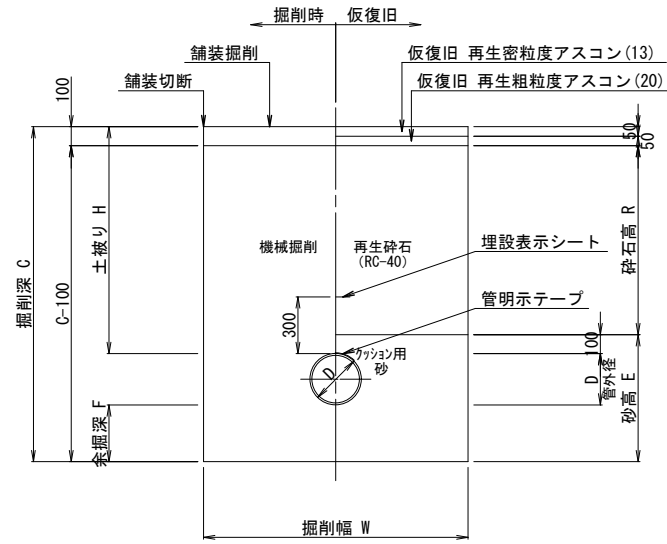 掘削時 仮復旧
舗装掘削
仮復旧 再生密粒度アスコン(13)
舗装切断
仮復旧 再生粗粒度アスコン(20)
100
50
50
掘削深 C
C-100
土被り H
機械掘削
再生砕石
(RC-40)
埋設表示シート
砕石高 R
300
管明示テープ
クッション用
砂
D
100
D
管外径
砂高 E
余掘深 F
掘削幅 W